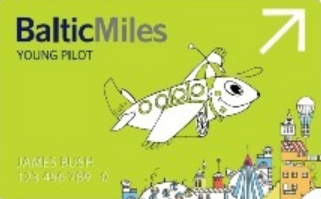 BalticMiles
YOUNG PILOT
JAMES BUSH
123 456 789 0